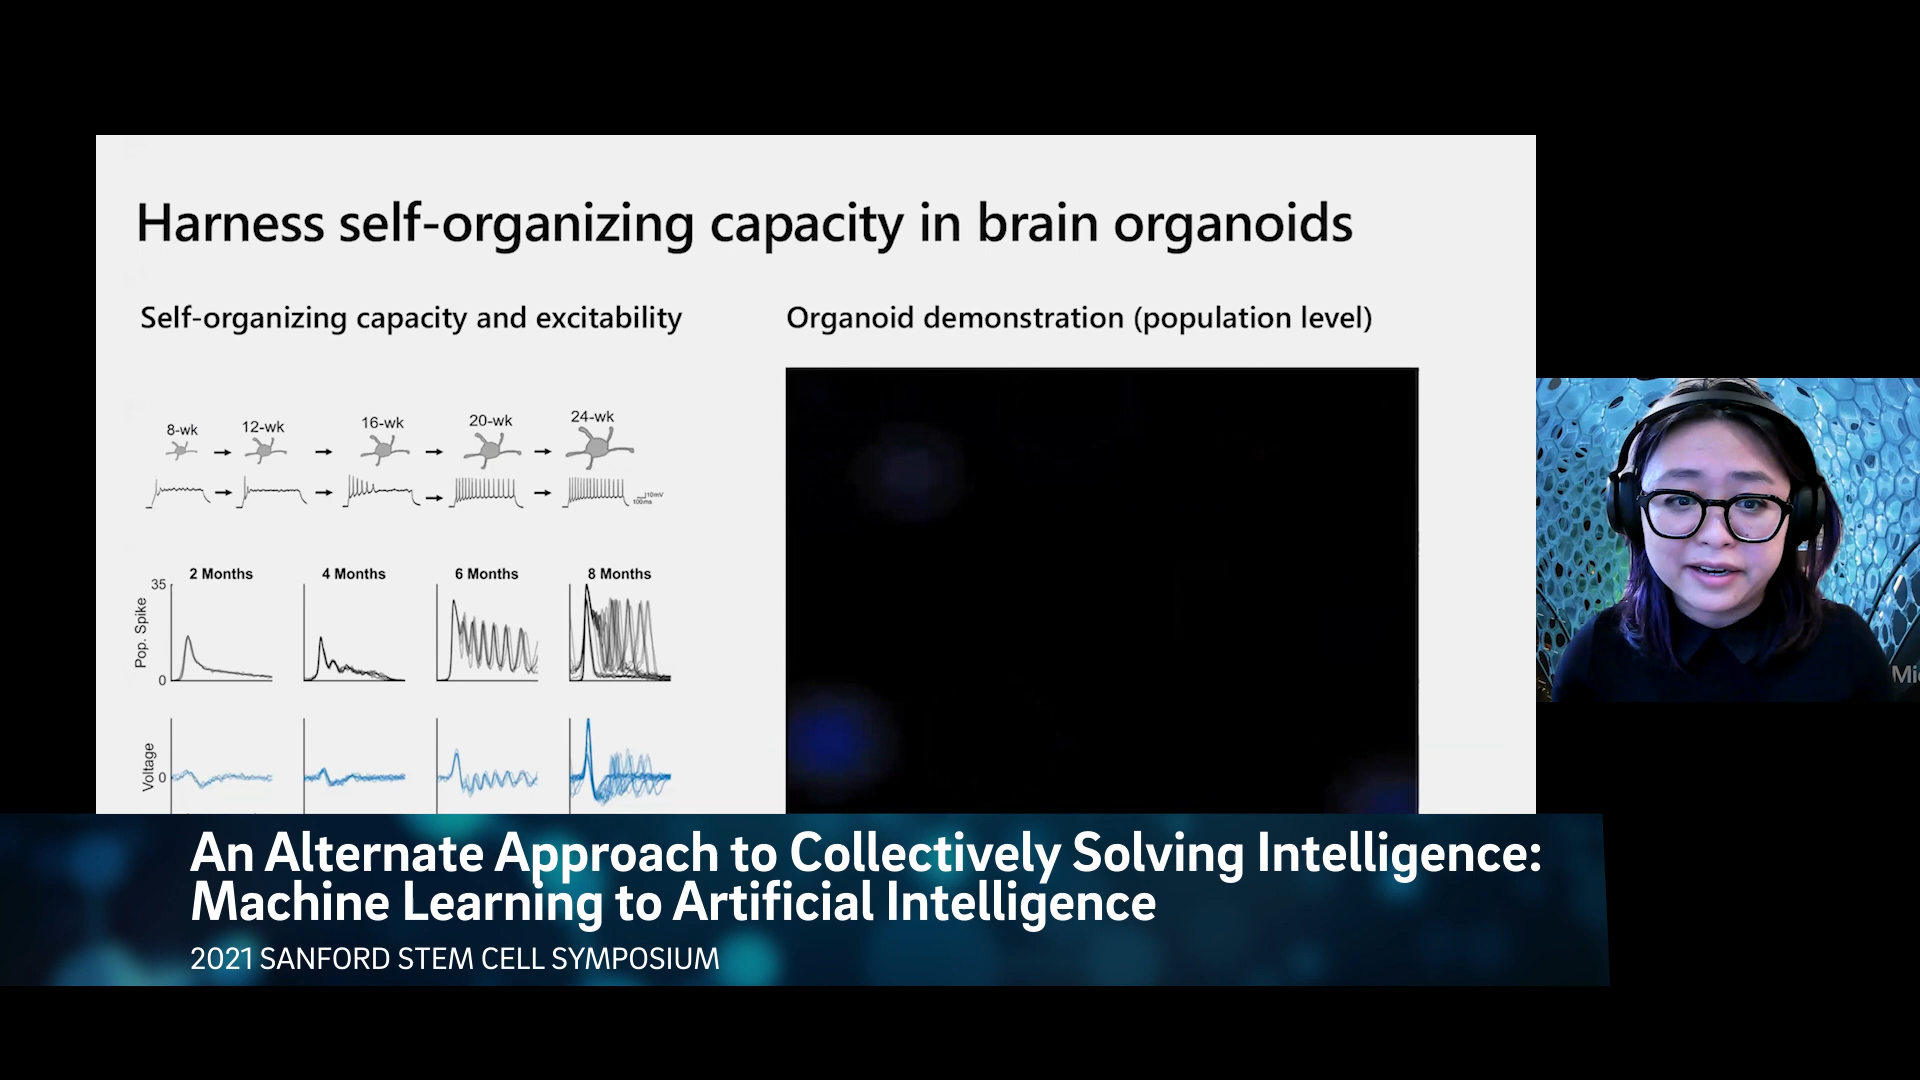 Harness self-organizing capacity in brain organoids
Self-organizing capacity and excitability
Organoid demonstration (population level)
8-wk
12-wk
16-wk
20-wk
24-wk
10mV
100ms
2 Months
4 Months
6 Months
8 Months
35
Pop. Spike
0
Voltage
0
Mic
An Alternate Approach to Collectively Solving Intelligence:
Machine Learning to Artificial Intelligence
2021 SANFORD STEM CELL SYMPOSIUM